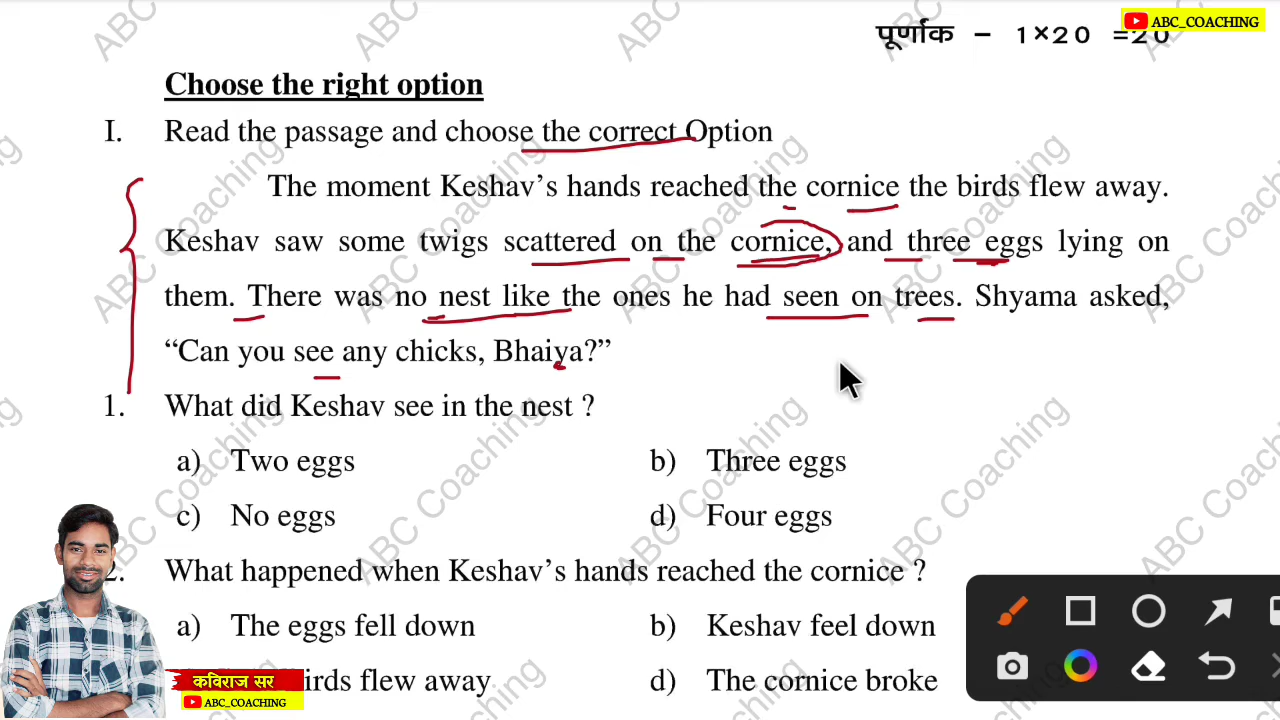 ABC_COACHING
पूर्णांक – 1×20 =20
Choose the right option
I. Read the passage and choose the correct Option
The moment Keshav's hands reached the cornice the birds flew away.
Keshav saw some twigs scattered on the cornice, and three eggs lying on
them. There was no nest like the ones he had seen on trees. Shyama asked,
“Can you see any chicks, Bhaiya?”
1. What did Keshav see in the nest ?
a) Two eggs b) Three eggs
c) No eggs d) Four eggs
2. What happened when Keshav's hands reached the cornice ?
a) The eggs fell down b) Keshav feel down
flew away d) The cornice broke
कविराज सर
ABC_COACHING
ABC Coaching